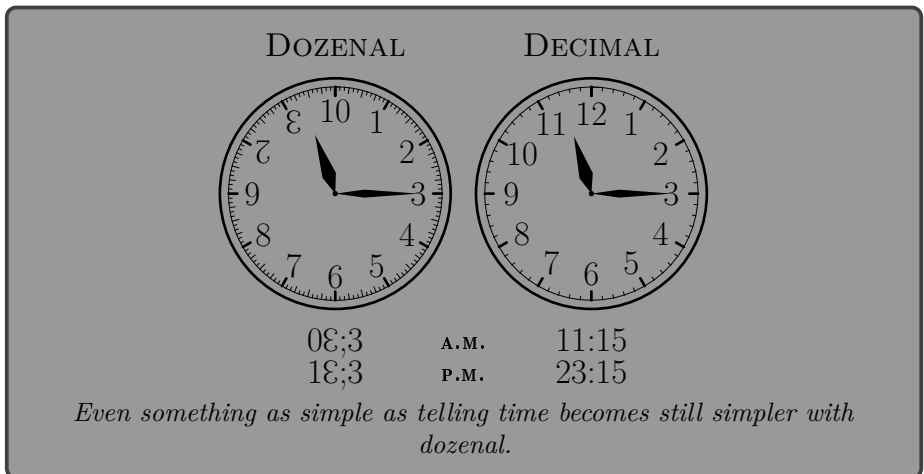 DOZENAL DECIMAL
10 1 2 3 4 5 6 7 8 9 ↊ ↋
12 1 2 3 4 5 6 7 8 9 10 11
0↋;3 A.M. 11:15
1↋;3 P.M. 23:15
Even something as simple as telling time becomes still simpler with
dozenal.